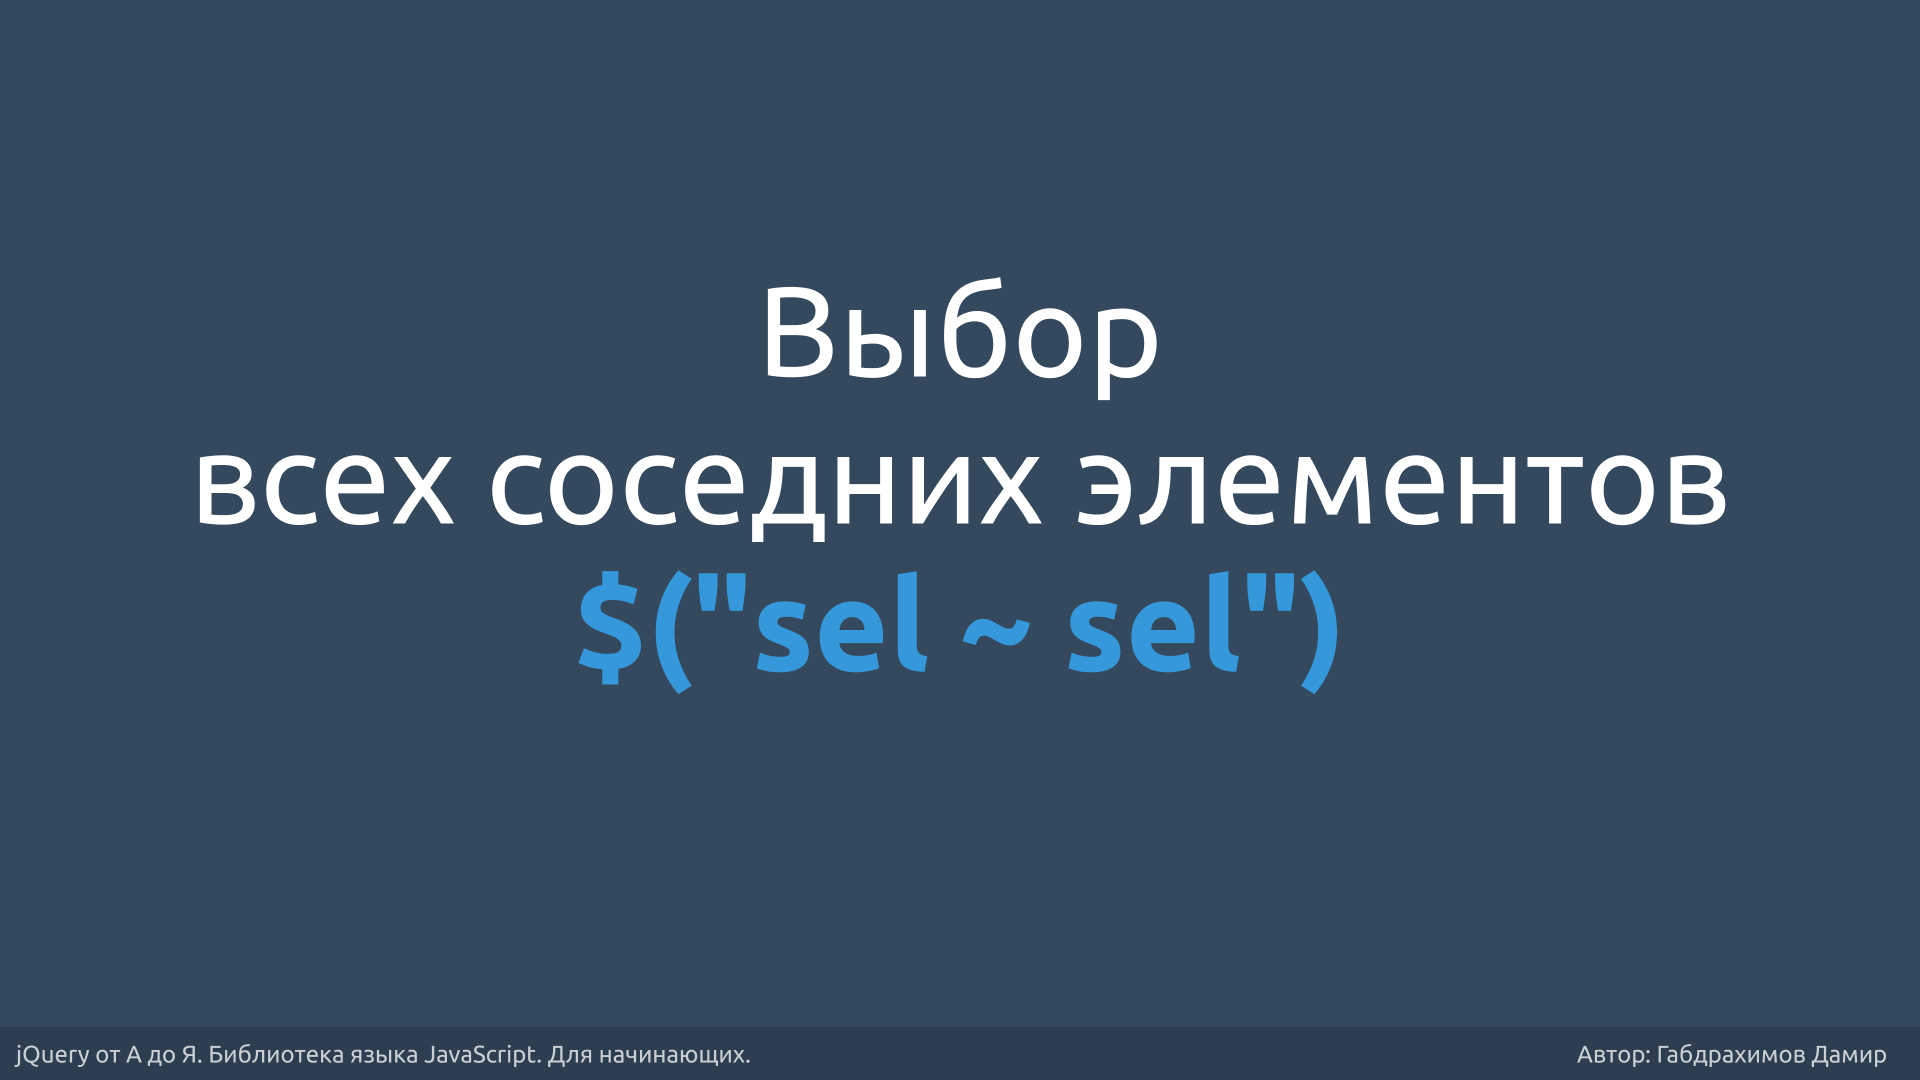 Выбор
всех соседних элементов
$("sel ~ sel")
jQuery от А до Я. Библиотека языка JavaScript. Для начинающих.
Автор: Габдрахимов Дамир